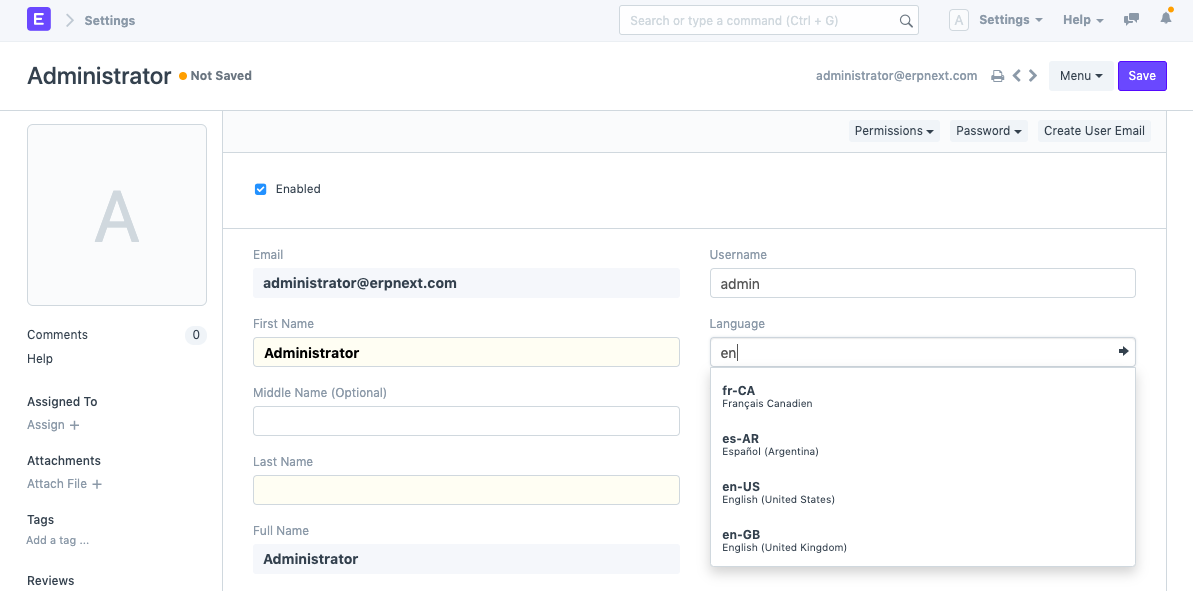 E
Settings
Search or type a command (Ctrl + G)
A
Settings
Help
Administrator
Not Saved
administrator@erpnext.com
Menu
Save
A
Permissions
Password
Create User Email
Enabled
Email
administrator@erpnext.com
Username
admin
First Name
Administrator
Language
en
fr-CA
Français Canadien
es-AR
Español (Argentina)
en-US
English (United States)
en-GB
English (United Kingdom)
Middle Name (Optional)
Last Name
Full Name
Administrator
Comments
0
Help
Assigned To
Assign +
Attachments
Attach File +
Tags
Add a tag ...
Reviews